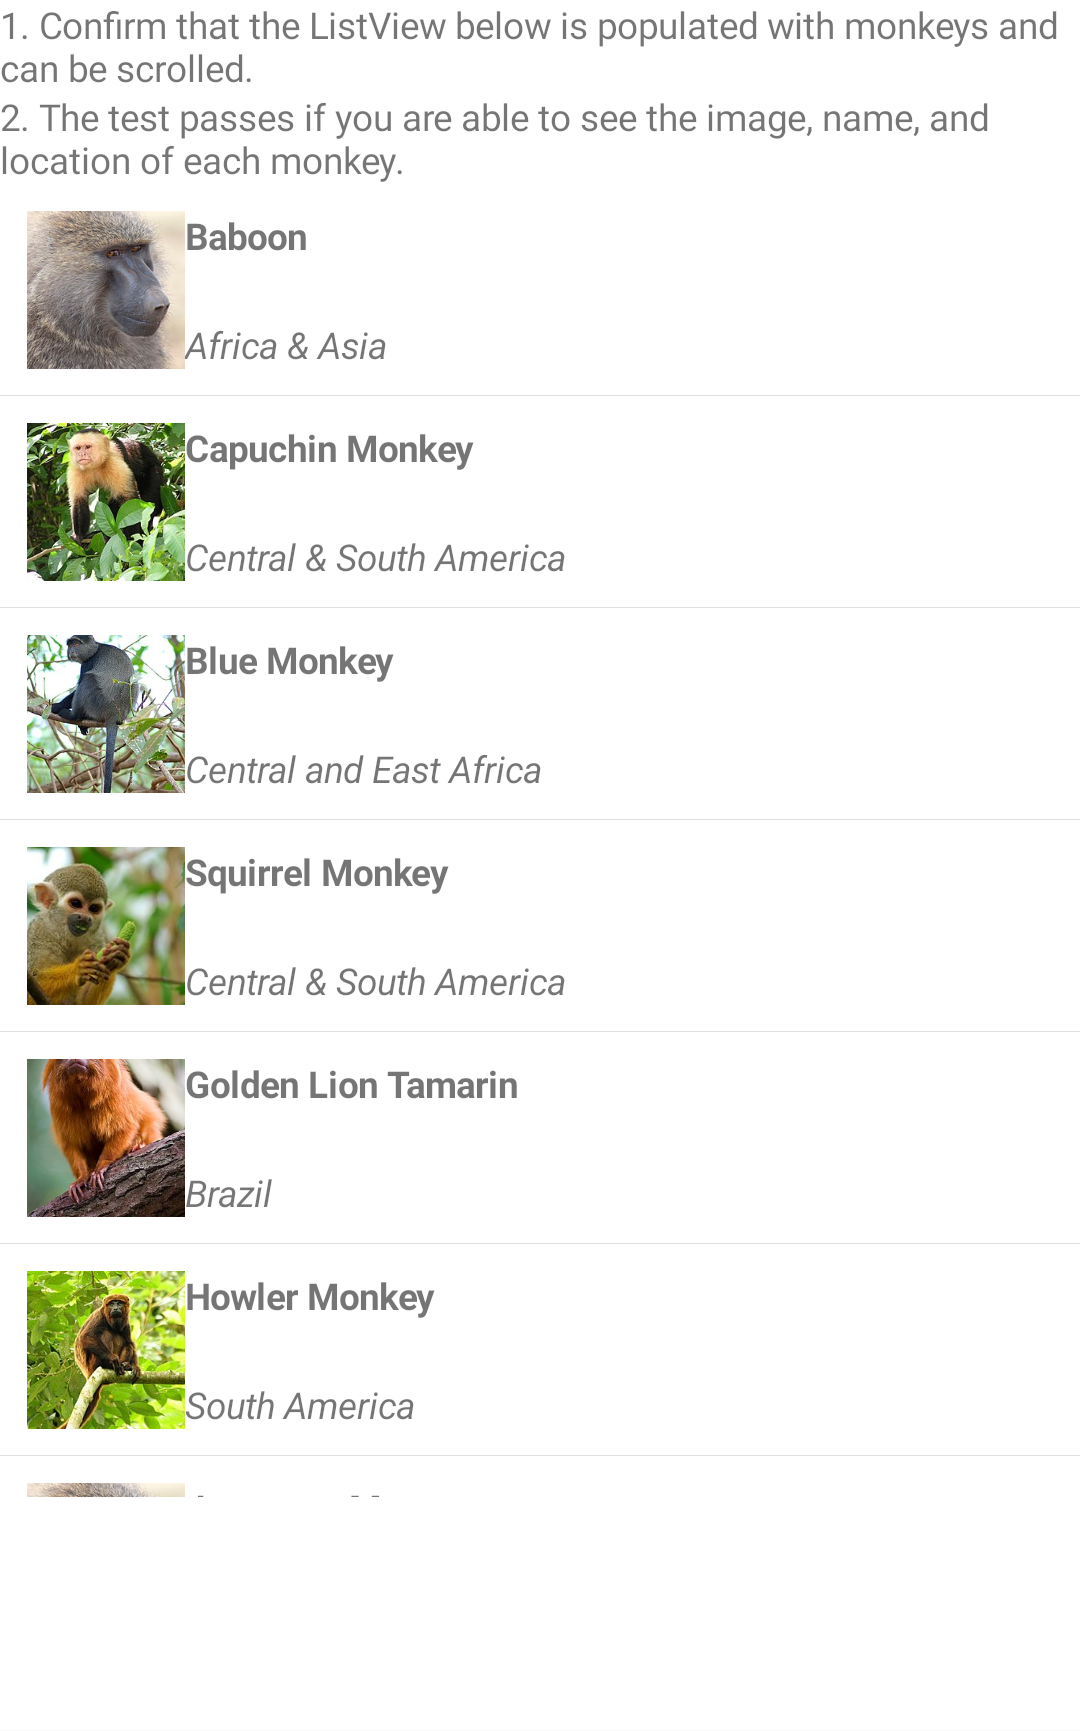 1. Confirm that the ListView below is populated with monkeys and
can be scrolled.
2. The test passes if you are able to see the image, name, and
location of each monkey.
Baboon
Africa & Asia
Capuchin Monkey
Central & South America
Blue Monkey
Central and East Africa
Squirrel Monkey
Central & South America
Golden Lion Tamarin
Brazil
Howler Monkey
South America